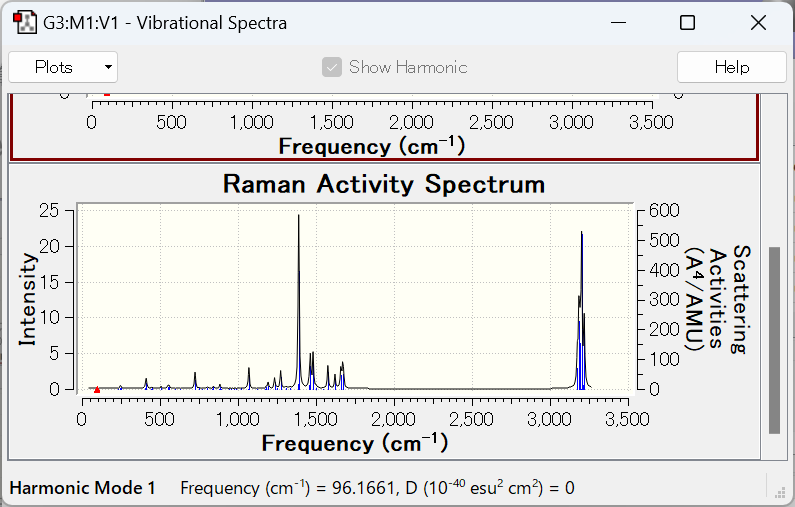 G3:M1:V1 - Vibrational Spectra
Plots Show Harmonic Help
0 0
0 500 1,000 1,500 2,000 2,500 3,000 3,500
Frequency (cm⁻¹)
Raman Activity Spectrum
25
20
15
10
5
0
Intensity
600
500
400
300
200
100
0
Scattering
Activities
(A⁴/AMU)
0 500 1,000 1,500 2,000 2,500 3,000 3,500
Frequency (cm⁻¹)
Harmonic Mode 1 Frequency (cm⁻¹) = 96.1661, D (10⁻⁴⁰ esu² cm²) = 0